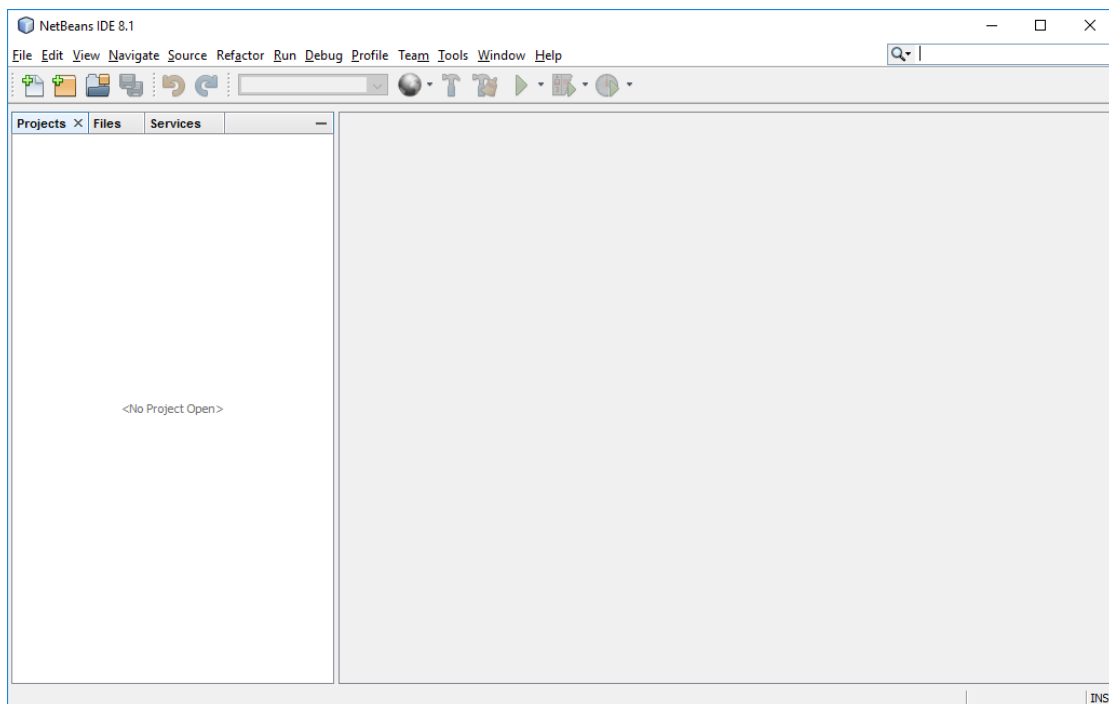 NetBeans IDE 8.1
File Edit View Navigate Source Refactor Run Debug Profile Team Tools Window Help
Projects Files Services
<No Project Open>
INS